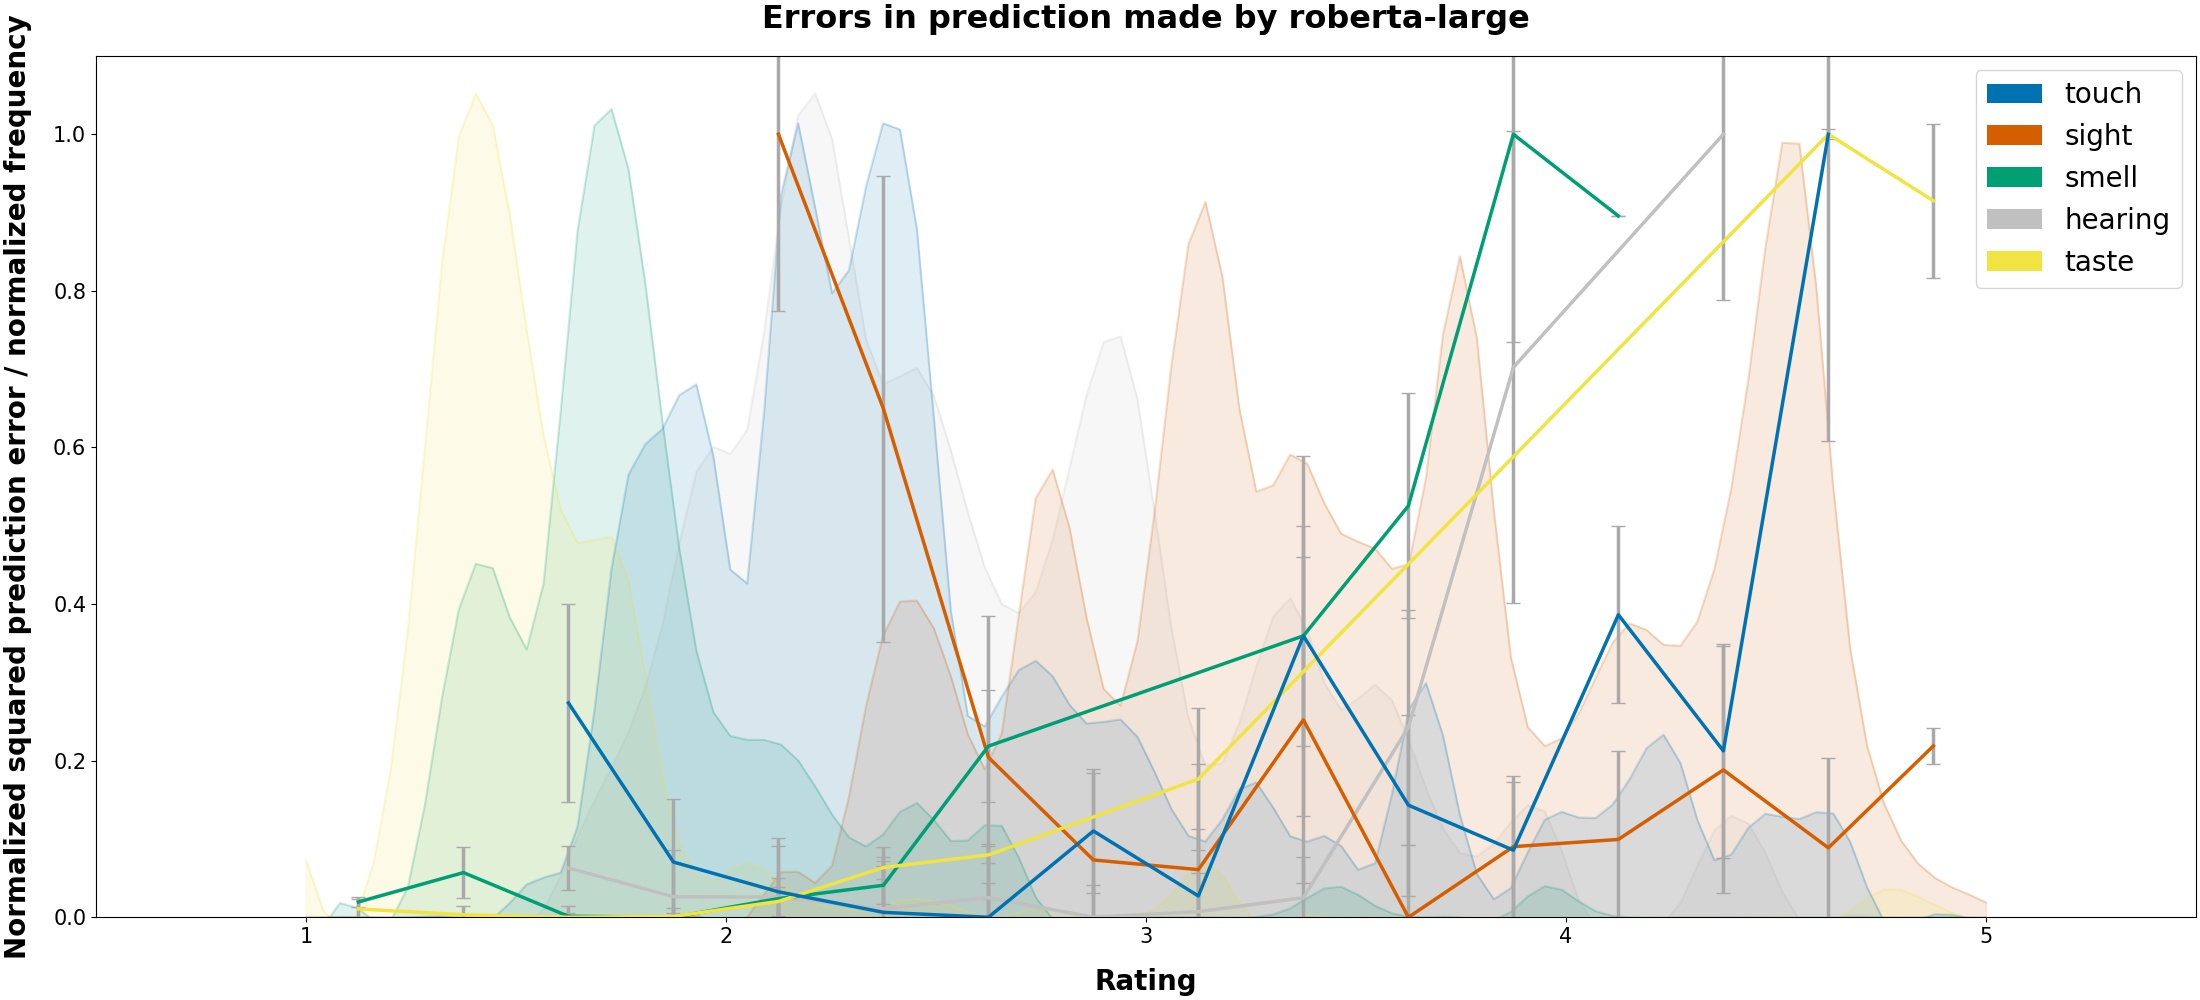 Errors in prediction made by roberta-large
Normalized squared prediction error / normalized frequency
1.0
0.8
0.6
0.4
0.2
0.0
1
2
3
4
5
Rating
touch
sight
smell
hearing
taste